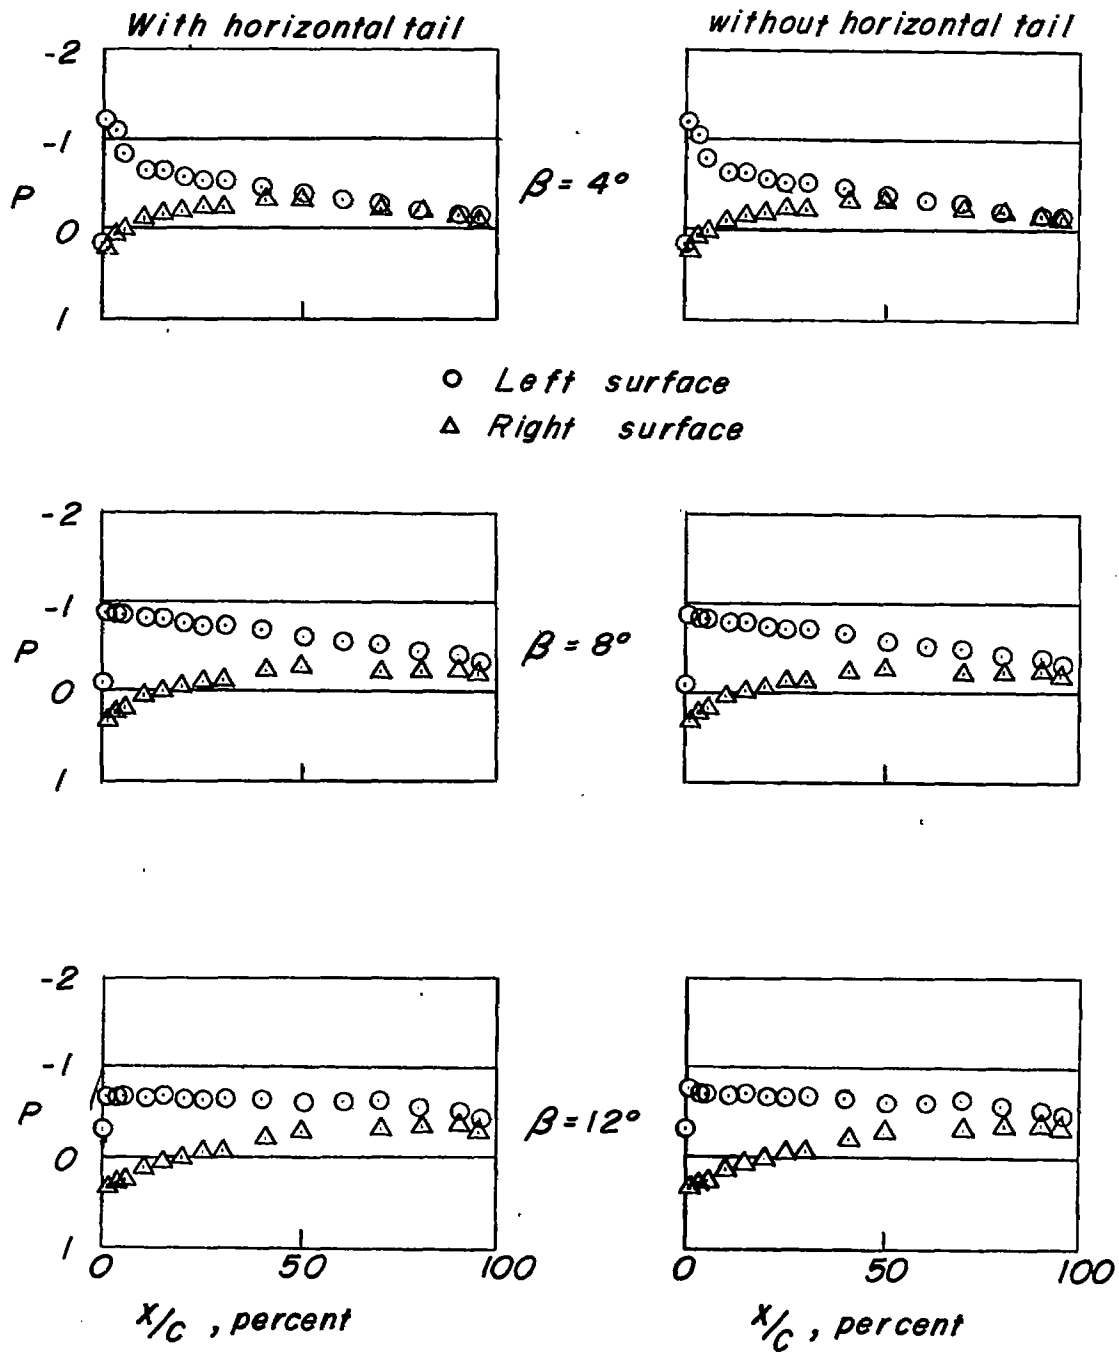 With horizontal tail
without horizontal tail
-2
-1
P
0
1
β = 4°
Left surface
Right surface
-2
-1
P
0
1
β = 8°
-2
-1
P
0
1
β = 12°
0 50 100
0 50 100
X/c , percent
X/c , percent